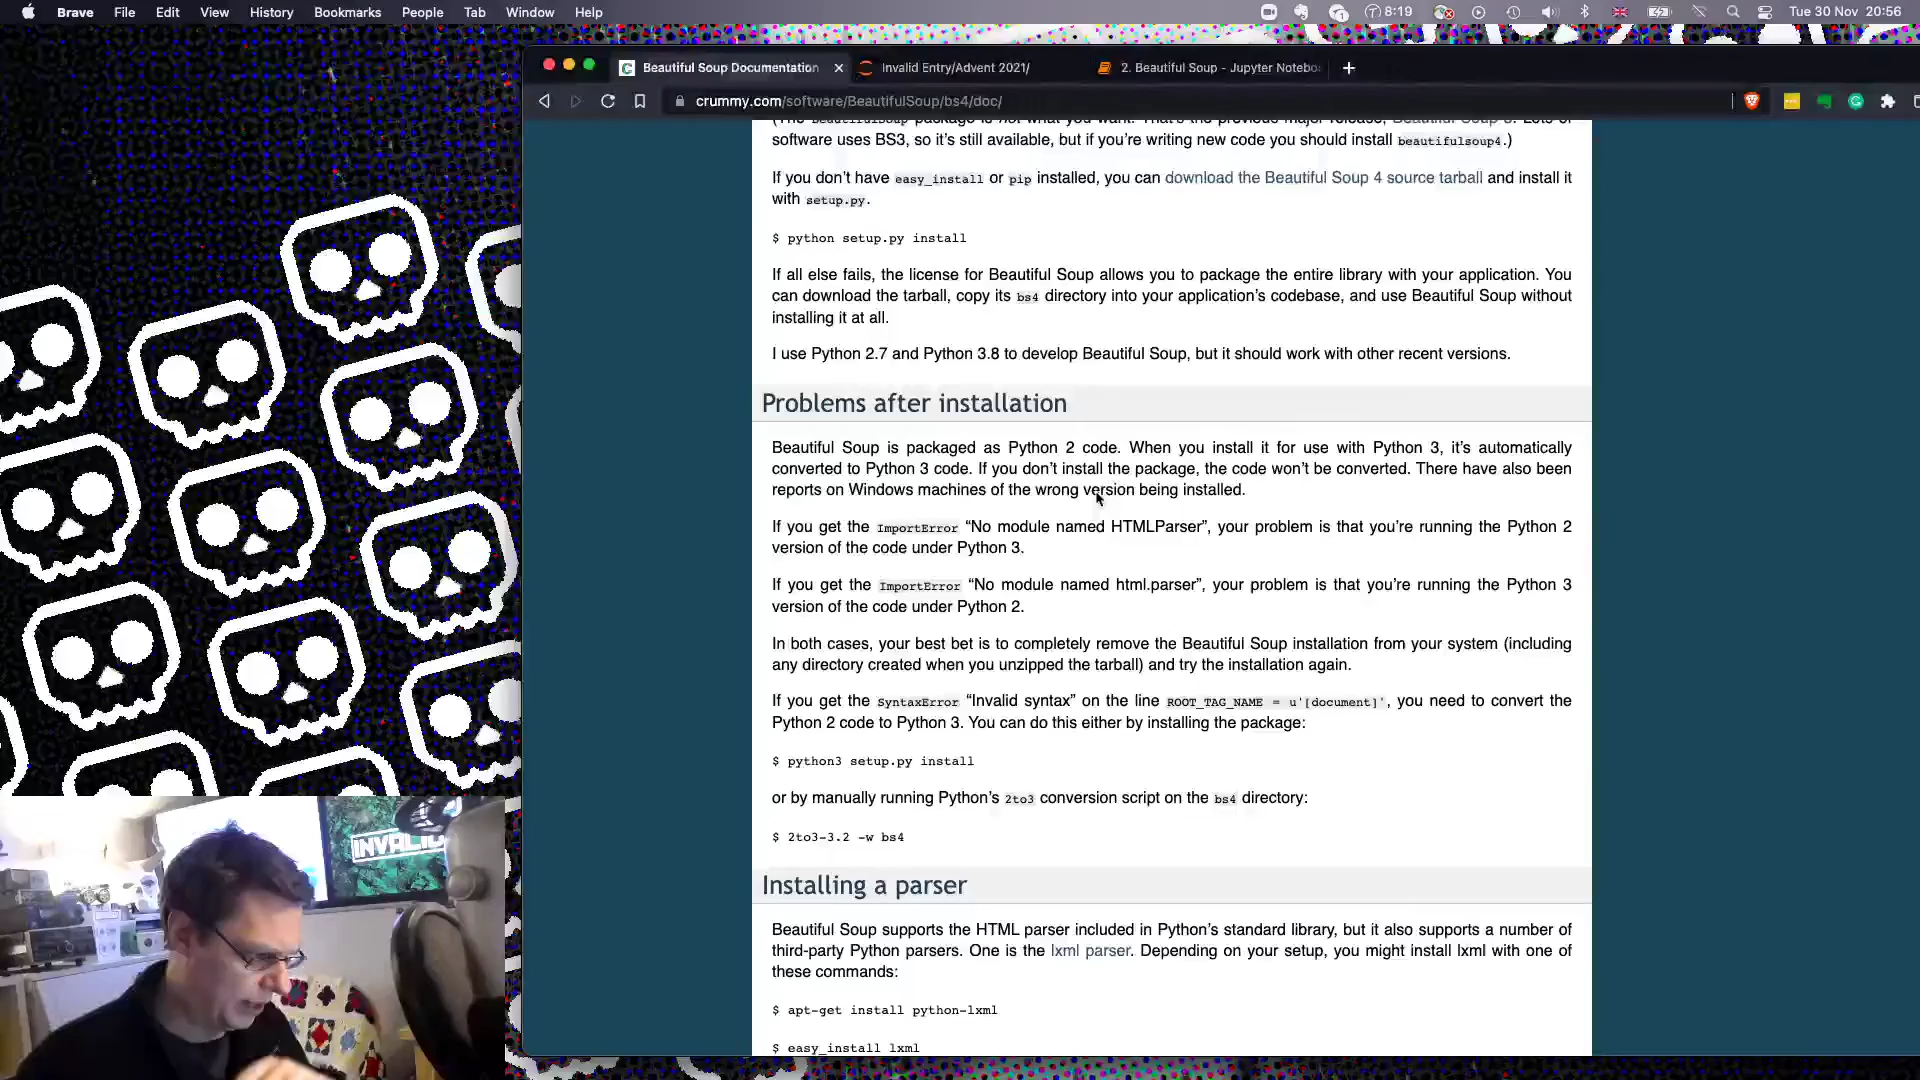 Brave File Edit View History Bookmarks People Tab Window Help 8:19 Tue 30 Nov 20:56
Beautiful Soup Documentation Invalid Entry/Advent 2021/ 2. Beautiful Soup - Jupyter Notebo
crummy.com/software/BeautifulSoup/bs4/doc/
(The BeautifulSoup package is not what you want. That's the previous major release, Beautiful Soup 3. Lots of
software uses BS3, so it's still available, but if you're writing new code you should install beautifulsoup4.)
If you don't have easy_install or pip installed, you can download the Beautiful Soup 4 source tarball and install it
with setup.py.
$ python setup.py install
If all else fails, the license for Beautiful Soup allows you to package the entire library with your application. You
can download the tarball, copy its bs4 directory into your application's codebase, and use Beautiful Soup without
installing it at all.
I use Python 2.7 and Python 3.8 to develop Beautiful Soup, but it should work with other recent versions.
Problems after installation
Beautiful Soup is packaged as Python 2 code. When you install it for use with Python 3, it's automatically
converted to Python 3 code. If you don't install the package, the code won't be converted. There have also been
reports on Windows machines of the wrong version being installed.
If you get the ImportError “No module named HTMLParser”, your problem is that you're running the Python 2
version of the code under Python 3.
If you get the ImportError “No module named html.parser”, your problem is that you're running the Python 3
version of the code under Python 2.
In both cases, your best bet is to completely remove the Beautiful Soup installation from your system (including
any directory created when you unzipped the tarball) and try the installation again.
If you get the SyntaxError “Invalid syntax” on the line ROOT_TAG_NAME = u'[document]', you need to convert the
Python 2 code to Python 3. You can do this either by installing the package:
$ python3 setup.py install
or by manually running Python's 2to3 conversion script on the bs4 directory:
$ 2to3-3.2 -w bs4
Installing a parser
Beautiful Soup supports the HTML parser included in Python's standard library, but it also supports a number of
third-party Python parsers. One is the lxml parser. Depending on your setup, you might install lxml with one of
these commands:
$ apt-get install python-lxml
$ easy_install lxml
INVALID